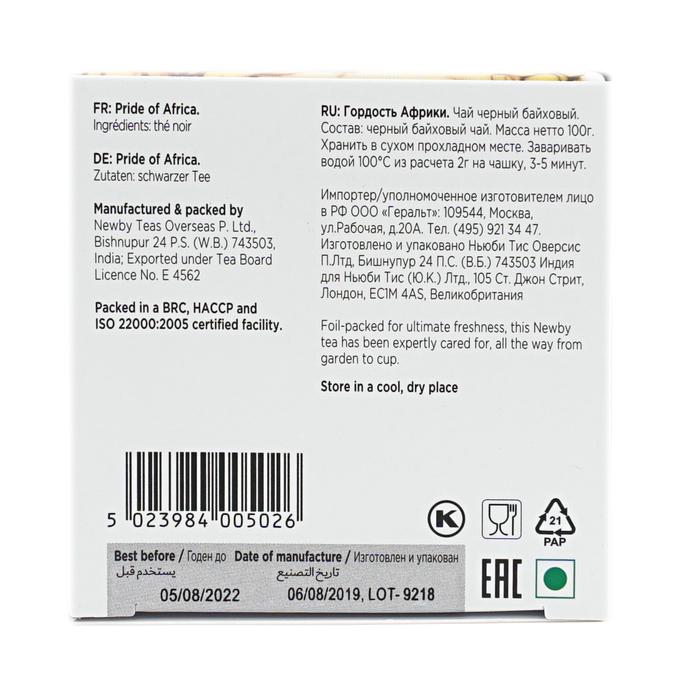 FR: Pride of Africa.
Ingrédients: thé noir
DE: Pride of Africa.
Zutaten: schwarzer Tee
Manufactured & packed by
Newby Teas Overseas P. Ltd.,
Bishnupur 24 P.S. (W.B.) 743503,
India; Exported under Tea Board
Licence No. E 4562
Packed in a BRC, HACCP and
ISO 22000:2005 certified facility.
RU: Гордость Африки. Чай черный байховый.
Состав: черный байховый чай. Масса нетто 100г.
Хранить в сухом прохладном месте. Заваривать
водой 100°C из расчета 2г на чашку, 3-5 минут.
Импортер/уполномоченное изготовителем лицо
в РФ ООО «Геральт»: 109544, Москва,
ул.Рабочая, д.20А. Тел. (495) 921 34 47.
Изготовлено и упаковано Ньюби Тис Оверсис
П.Лтд, Бишнупур 24 П.С. (В.Б.) 743503 Индия
для Ньюби Тис (Ю.К.) Лтд., 105 Ст. Джон Стрит,
Лондон, EC1M 4AS, Великобритания
Foil-packed for ultimate freshness, this Newby
tea has been expertly cared for, all the way from
garden to cup.
Store in a cool, dry place
5 023984 005026
K
21
PAP
Best before / Годен до Date of manufacture / Изготовлен и упакован
يستخدم قبل تاريخ التصنيع
05/08/2022 06/08/2019, LOT- 9218
EAC